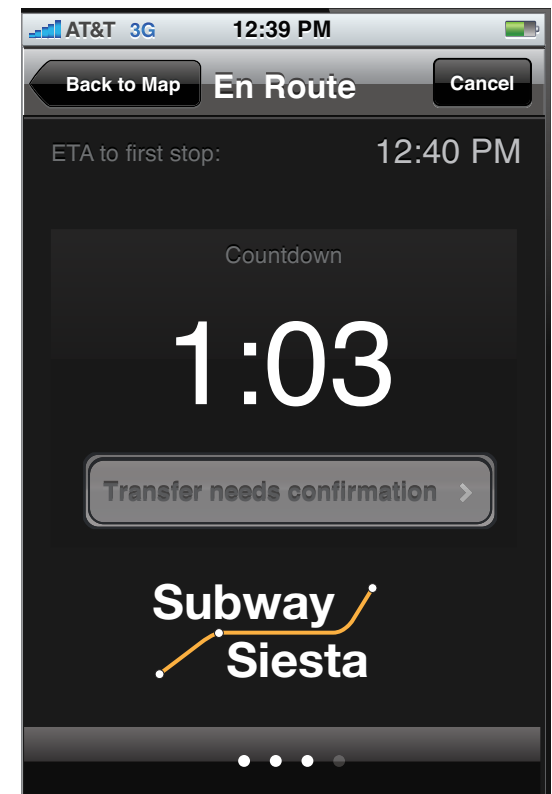 AT&T 3G 12:39 PM
Back to Map En Route Cancel
ETA to first stop: 12:40 PM
Countdown
1:03
Transfer needs confirmation
Subway
Siesta